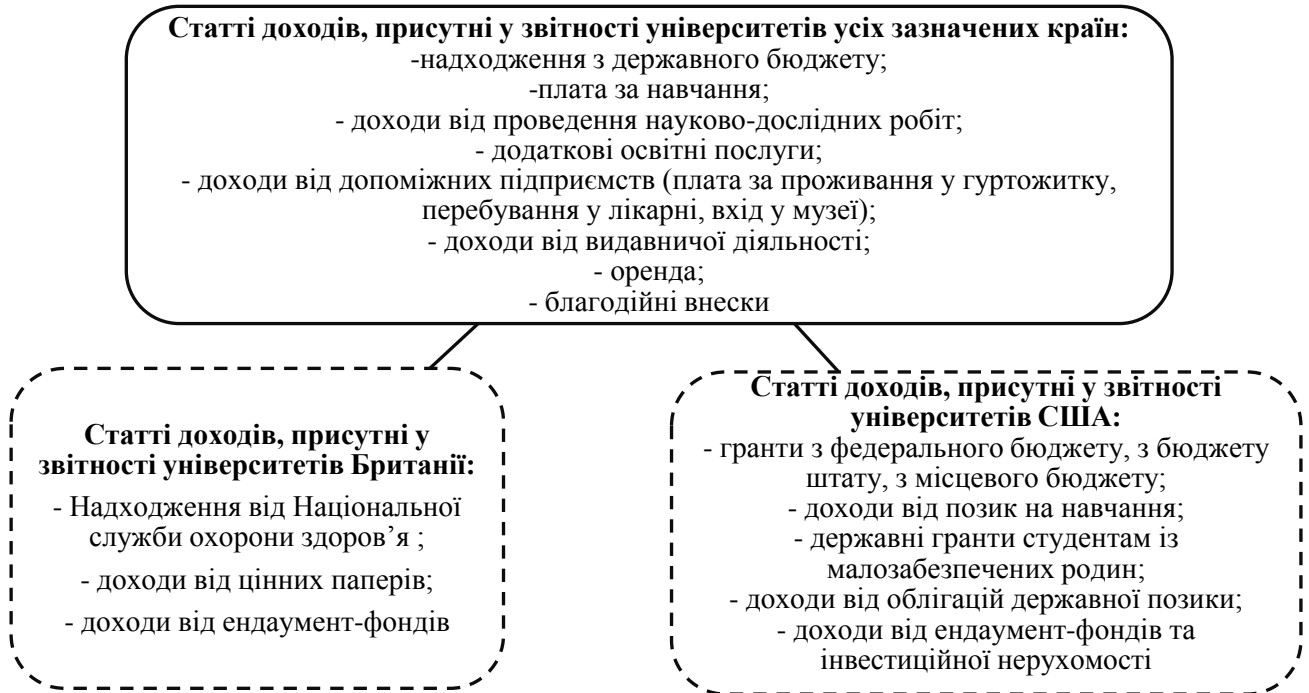 Статті доходів, присутні у звітності університетів усіх зазначених країн:
-надходження з державного бюджету;
-плата за навчання;
- доходи від проведення науково-дослідних робіт;
- додаткові освітні послуги;
- доходи від допоміжних підприємств (плата за проживання у гуртожитку,
перебування у лікарні, вхід у музеї);
- доходи від видавничої діяльності;
- оренда;
- благодійні внески
Статті доходів, присутні у
звітності університетів Британії:
- Надходження від Національної
служби охорони здоров’я ;
- доходи від цінних паперів;
- доходи від ендаумент-фондів
Статті доходів, присутні у звітності
університетів США:
- гранти з федерального бюджету, з бюджету
штату, з місцевого бюджету;
- доходи від позик на навчання;
- державні гранти студентам із
малозабезпечених родин;
- доходи від облігацій державної позики;
- доходи від ендаумент-фондів та
інвестиційної нерухомості